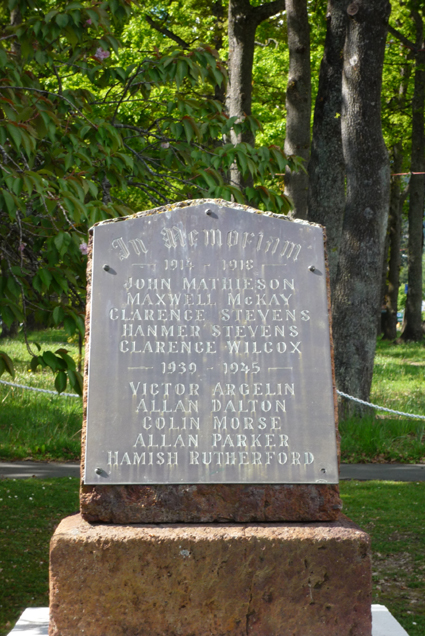 In Memoriam
1914 - 1918
JOHN MATHIESON
MAXWELL McKAY
CLARENCE STEVENS
HANMER STEVENS
CLARENCE WILCOX
1939 - 1945
VICTOR ARGELIN
ALLAN DALTON
COLIN MORSE
ALLAN PARKER
HAMISH RUTHERFORD